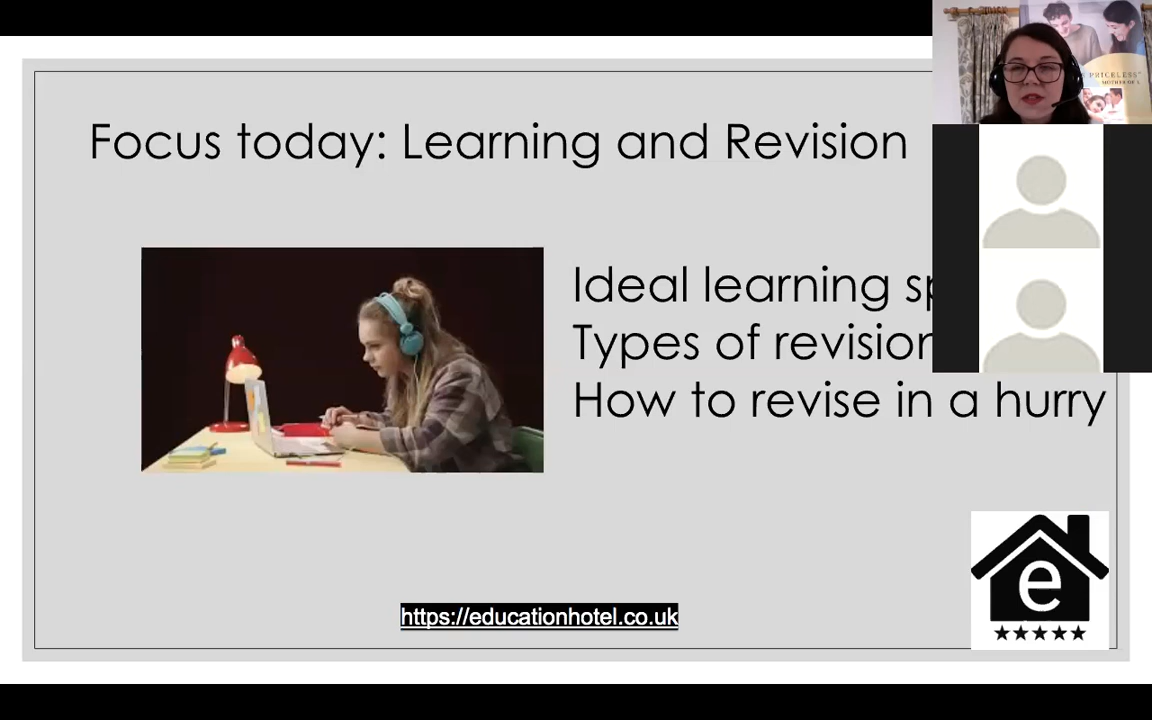 Focus today: Learning and Revision
PRICELESS
Ideal learning
Types of revision
How to revise in a hurry
e
https://educationhotel.co.uk